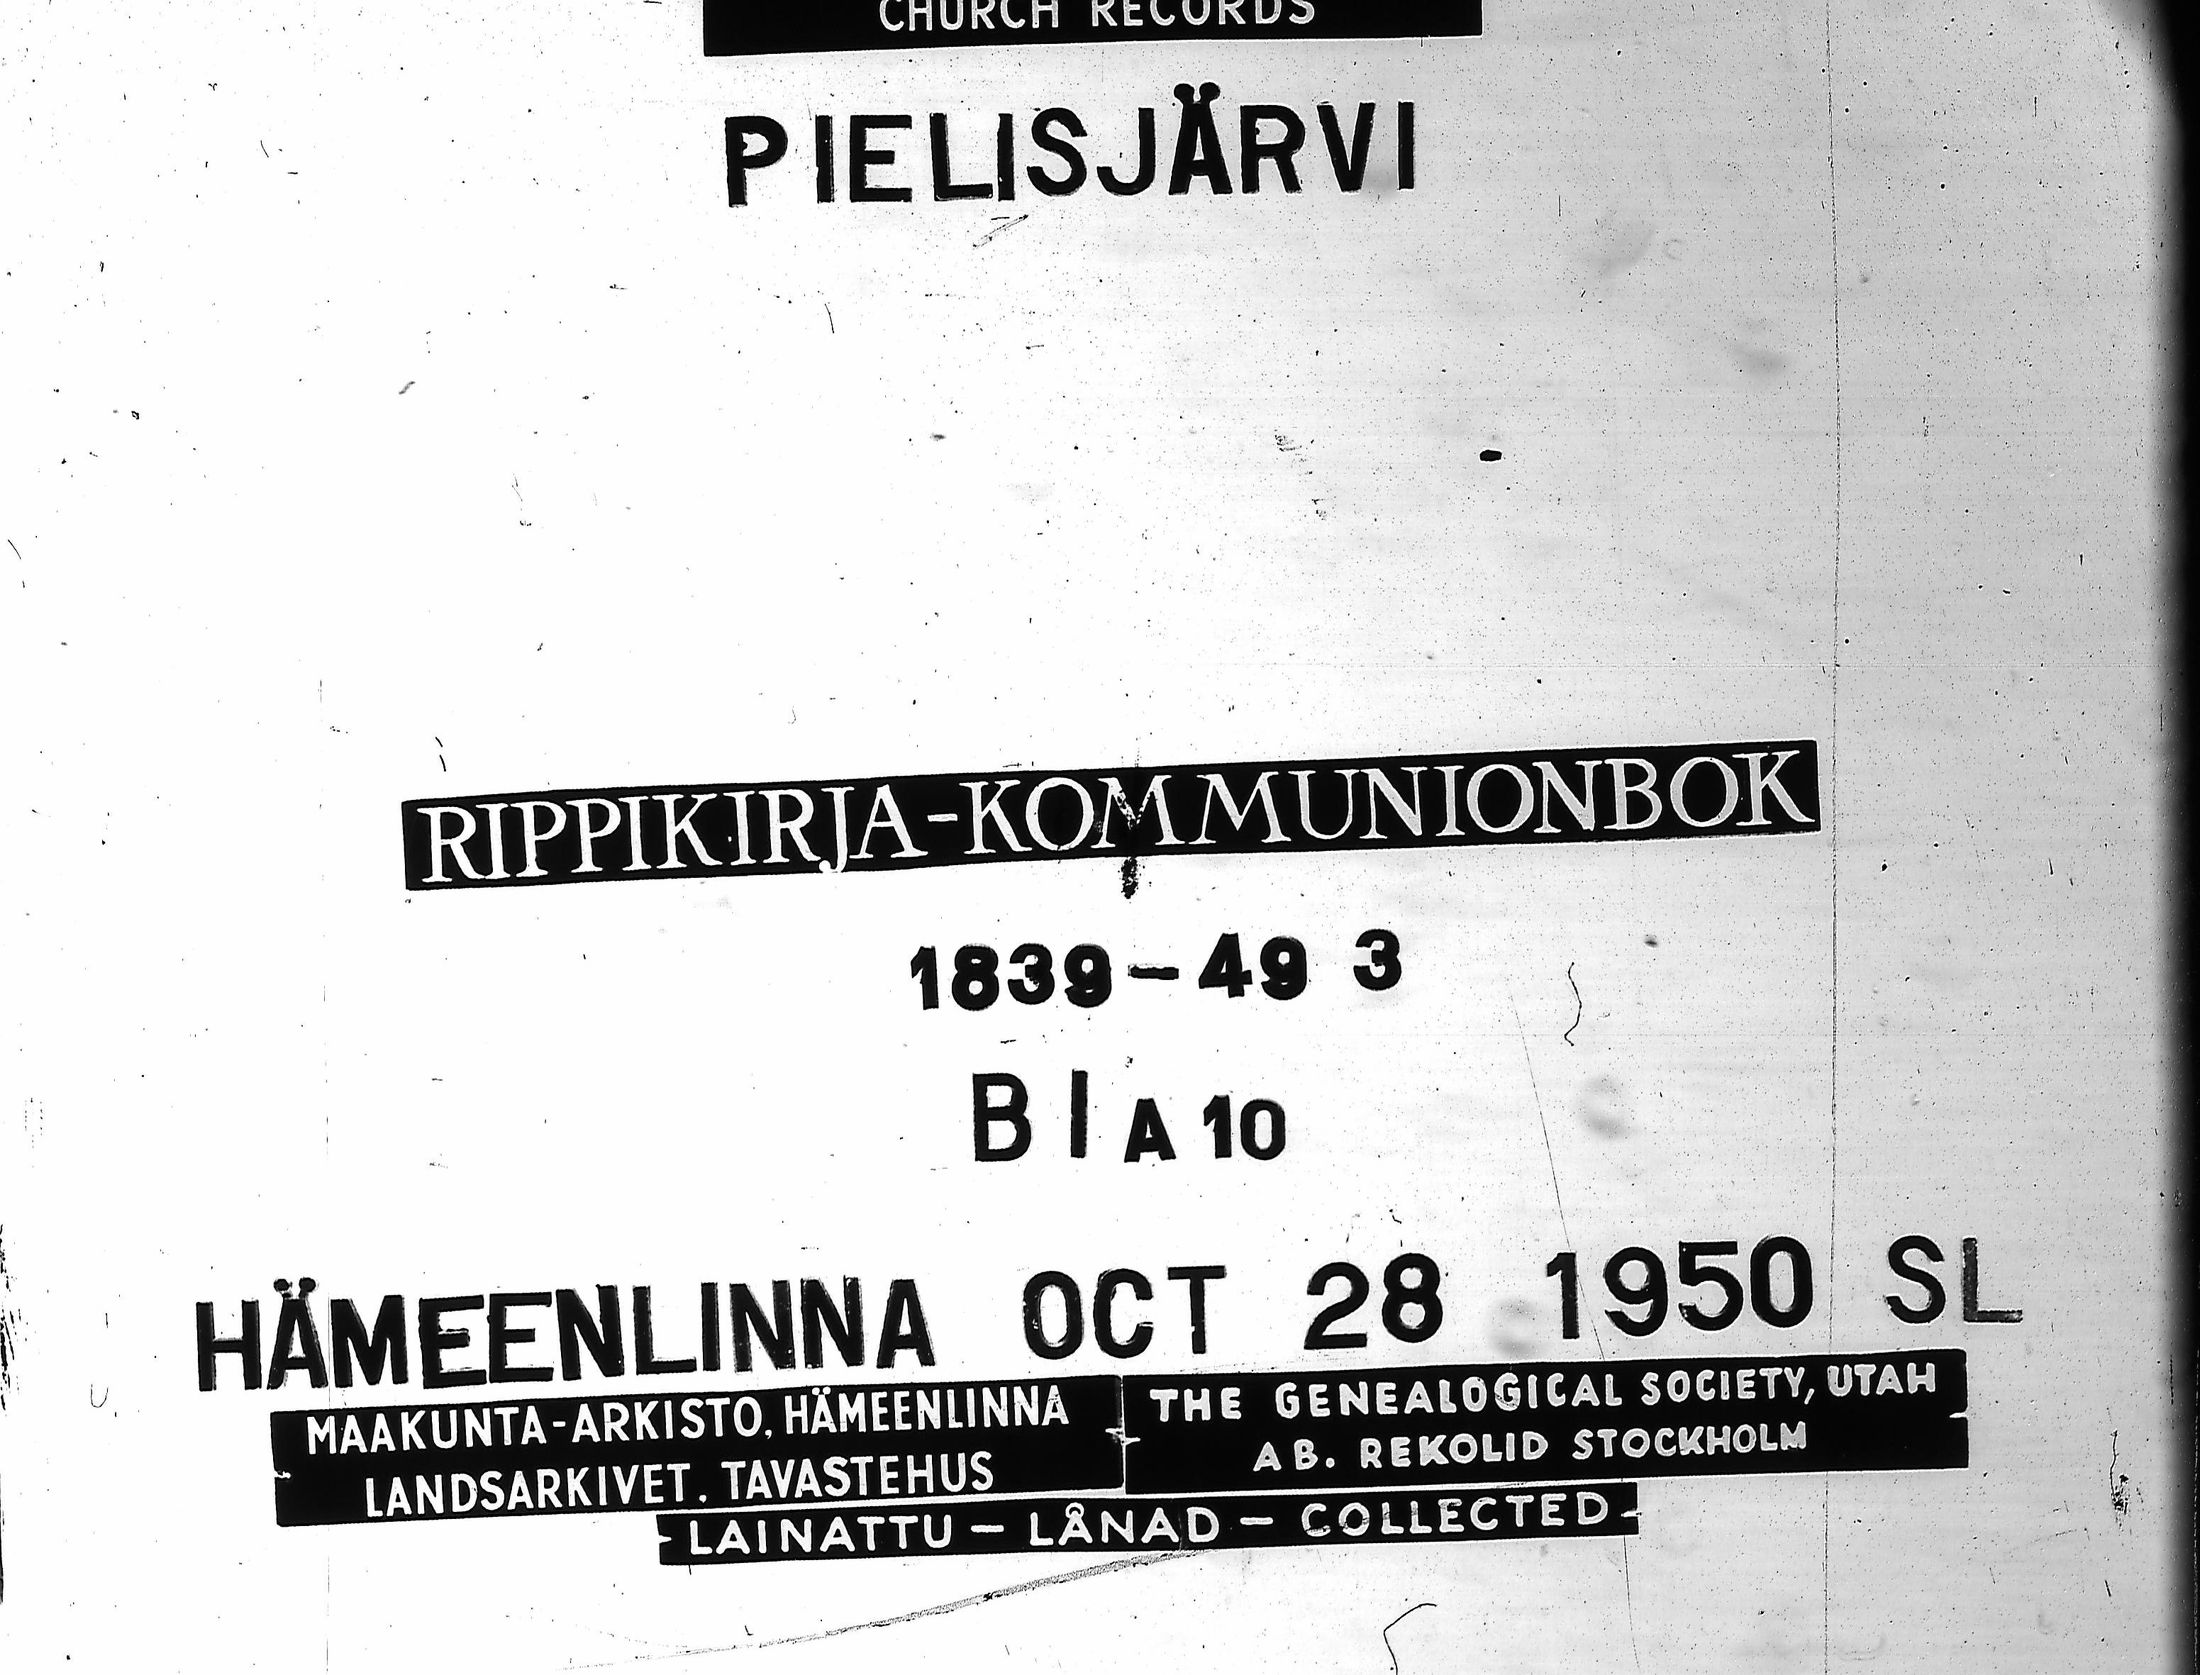 CHURCH RECORDS
PIELISJÄRVI
RIPPIKIRJA-KOMMUNIONBOK
1839-49 3
B I A 10
HÄMEENLINNA OCT 28 1950 SL
MAAKUNTA-ARKISTO, HÄMEENLINNA
LANDSARKIVET. TAVASTEHUS
THE GENEALOGICAL SOCIETY, UTAH
AB. REKOLID STOCKHOLM
LAINATTU - LÅNAD - COLLECTED